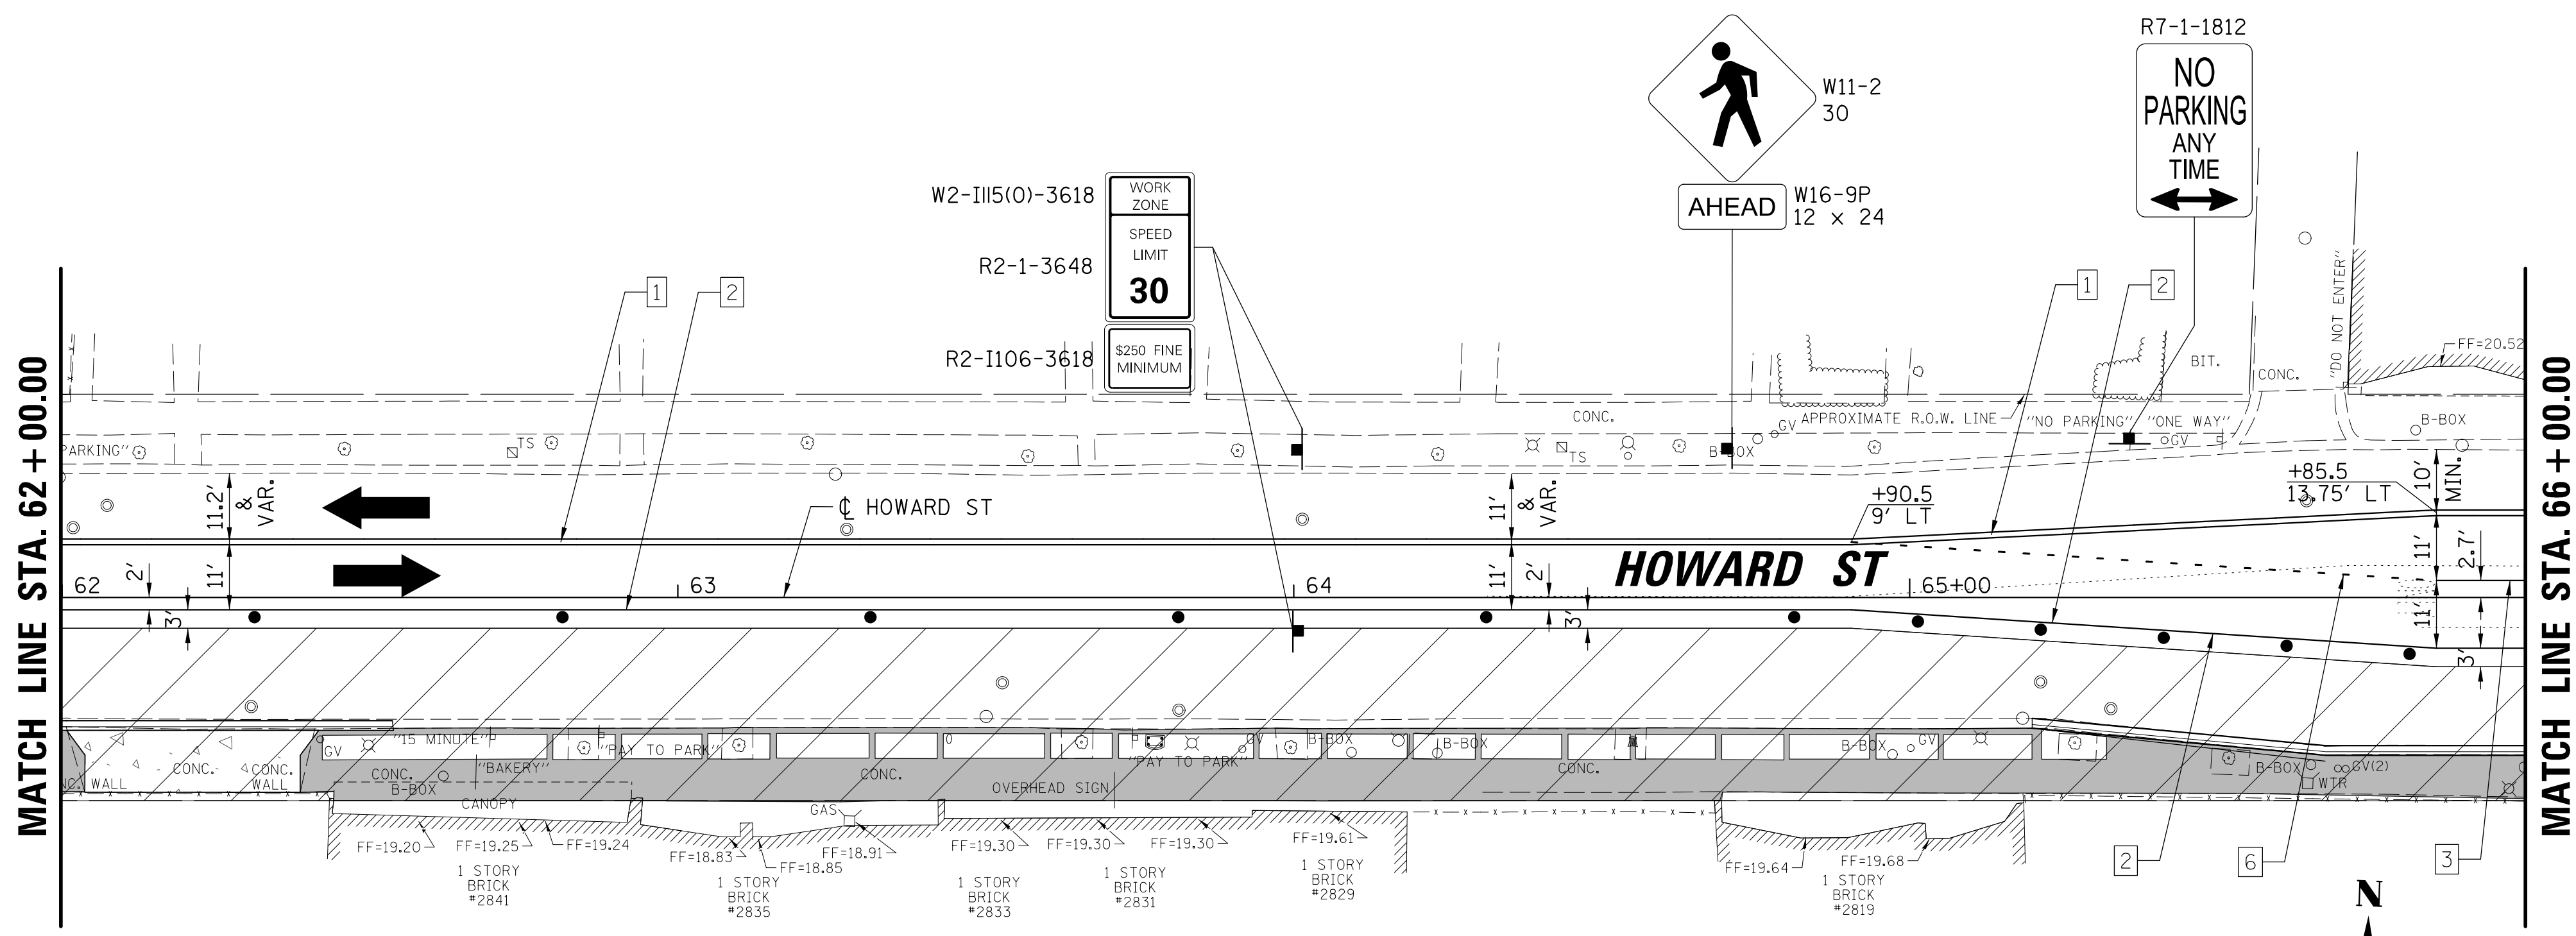 R7-1-1812
NO
PARKING
ANY
TIME
W11-2
30
AHEAD
W16-9P
12 x 24
W2-I115(O)-3618
WORK
ZONE
R2-1-3648
SPEED
LIMIT
30
R2-I106-3618
$250 FINE
MINIMUM
1
2
1
2
"DO NOT ENTER"
FF=20.52
BIT.
CONC.
CONC.
APPROXIMATE R.O.W. LINE
"NO PARKING"
"ONE WAY"
B-BOX
PARKING"
TS
TS
B-BOX
GV
GV
MATCH LINE STA. 62 + 00.00
MATCH LINE STA. 66 + 00.00
11.2'
& VAR.
℄ HOWARD ST
11'
& VAR.
+90.5
9' LT
+85.5
13.75' LT
10'
MIN.
62
2'
11'
63
64
11'
2'
HOWARD ST
65+00
11'
2.7'
11'
3'
3'
3'
"15 MINUTE"
GV
"PAY TO PARK"
"PAY TO PARK"
GV
B-BOX
B-BOX
B-BOX
GV
B-BOX
GV(2)
WTR
NC. WALL
CONC.
CONC.
WALL
CONC.
B-BOX
"BAKERY"
CONC.
CONC.
OVERHEAD SIGN
CANOPY
GAS
FF=19.20
FF=19.25
FF=19.24
FF=18.83
FF=18.85
FF=18.91
FF=19.30
FF=19.30
FF=19.30
FF=19.61
FF=19.64
FF=19.68
1 STORY
BRICK
#2841
1 STORY
BRICK
#2835
1 STORY
BRICK
#2833
1 STORY
BRICK
#2831
1 STORY
BRICK
#2829
1 STORY
BRICK
#2819
2
6
3
N